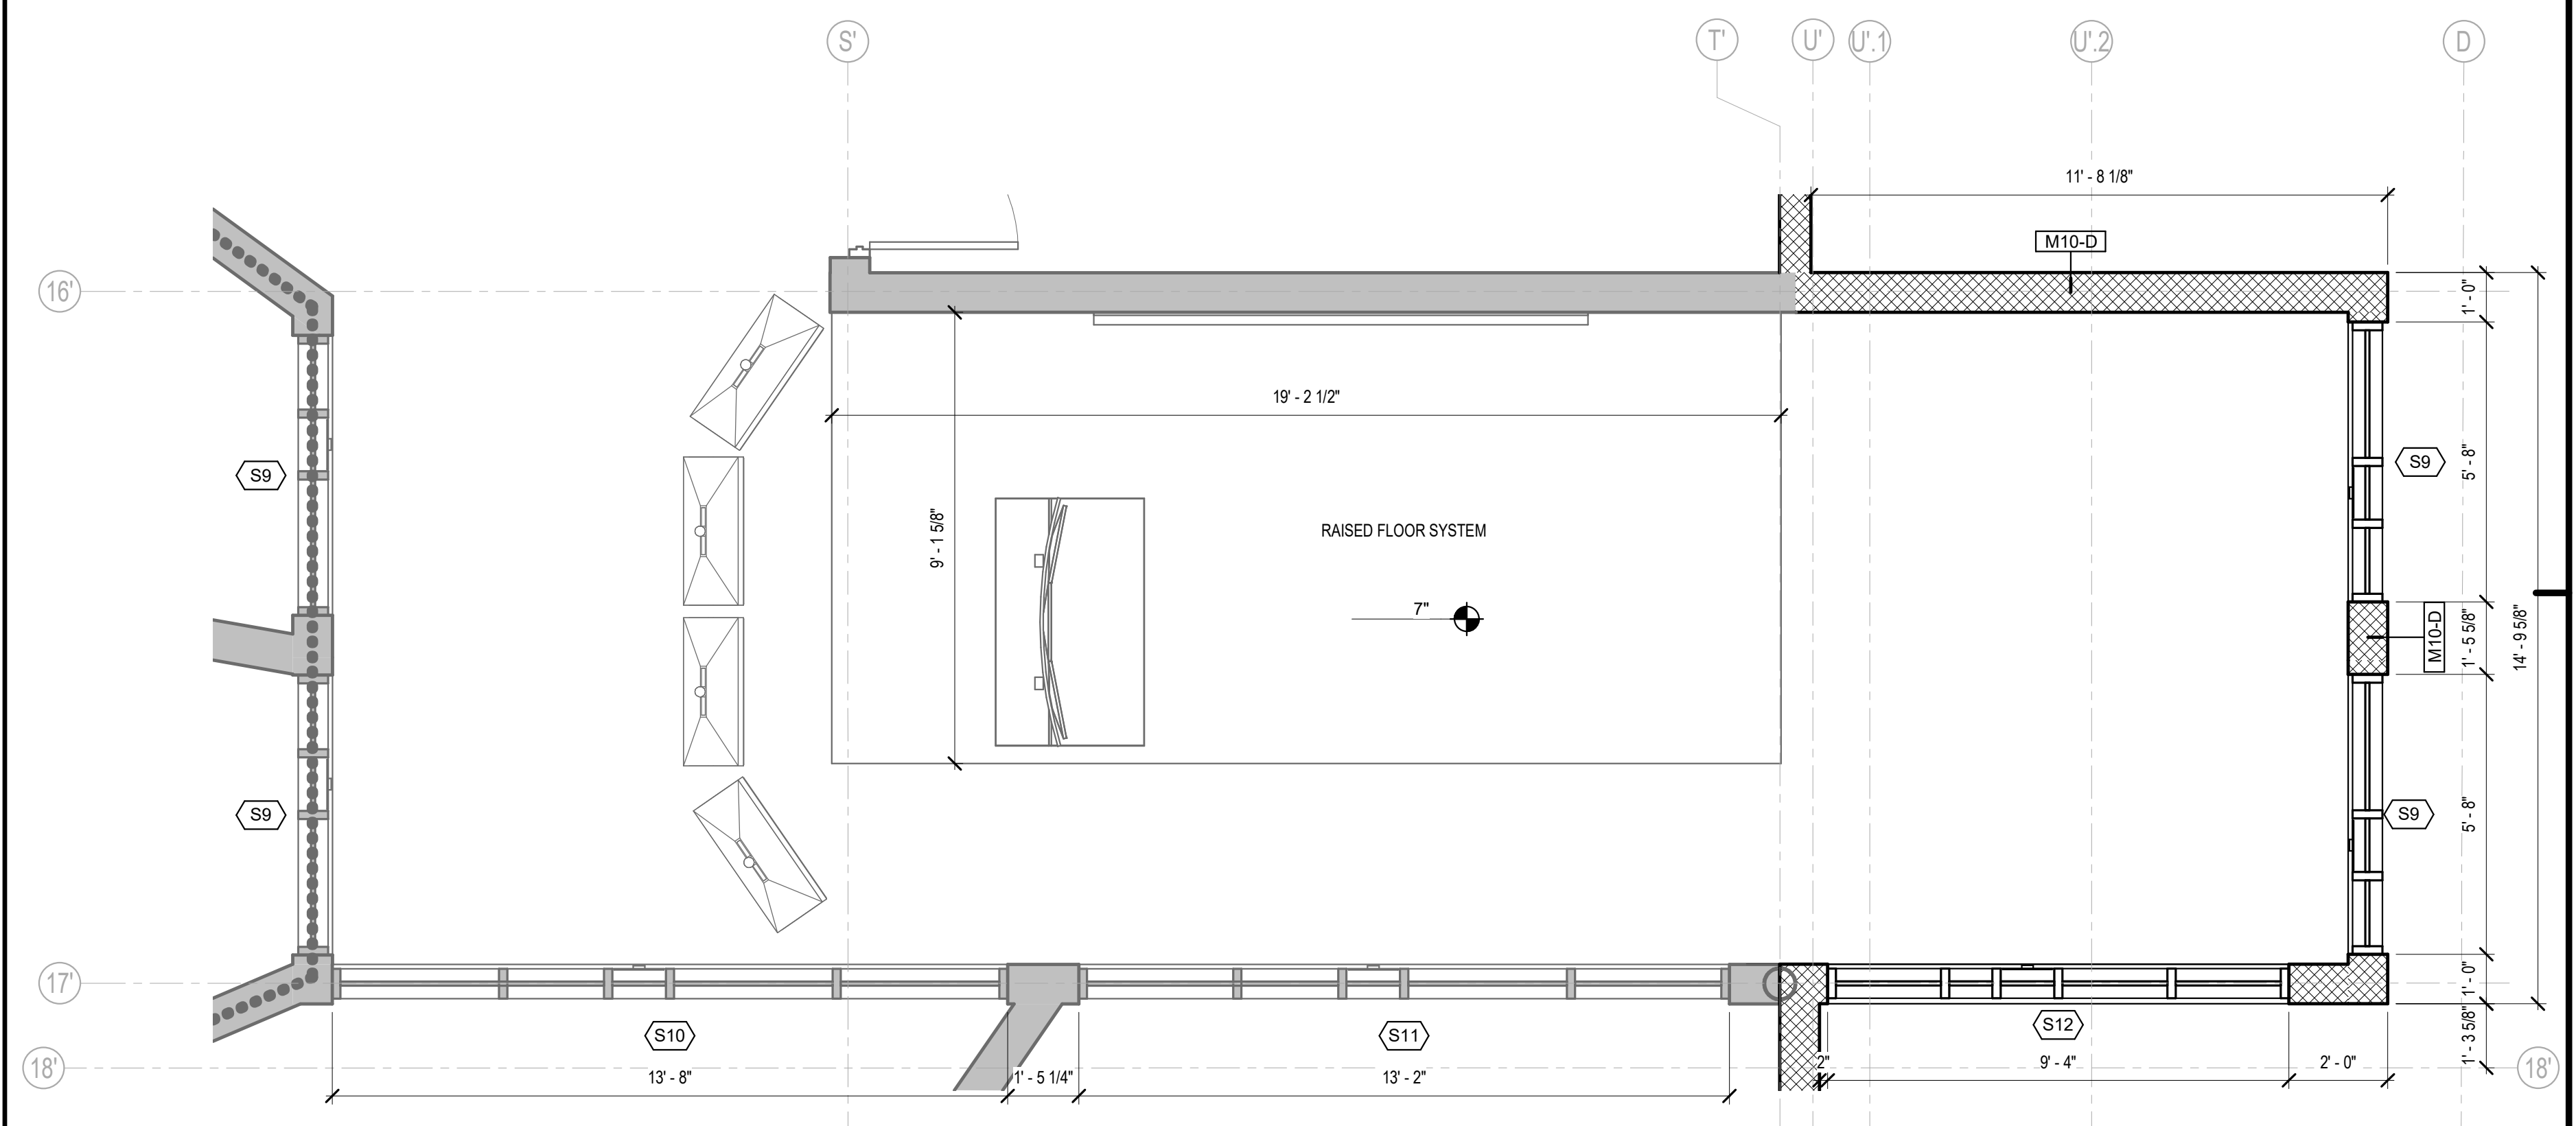 S'
T'
U'
U'.1
U'.2
D
11' - 8 1/8"
M10-D
16'
1' - 0"
19' - 2 1/2"
S9
S9
5' - 8"
9' - 1 5/8"
RAISED FLOOR SYSTEM
7"
M10-D
1' - 5 5/8"
14' - 9 5/8"
S9
S9
5' - 8"
17'
1' - 0"
S10
S11
S12
1' - 3 5/8"
18'
13' - 8"
1' - 5 1/4"
13' - 2"
2"
9' - 4"
2' - 0"
18'